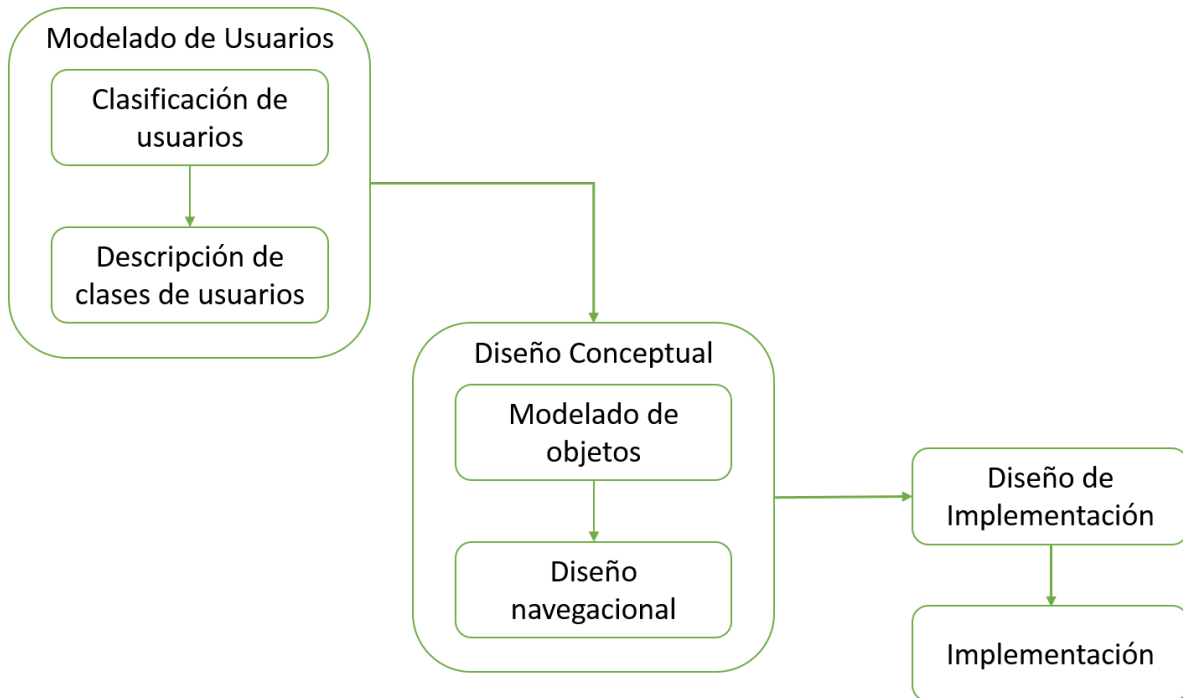 Modelado de Usuarios
Clasificación de
usuarios
Descripción de
clases de usuarios
Diseño Conceptual
Modelado de
objetos
Diseño
navegacional
Diseño de
Implementación
Implementación